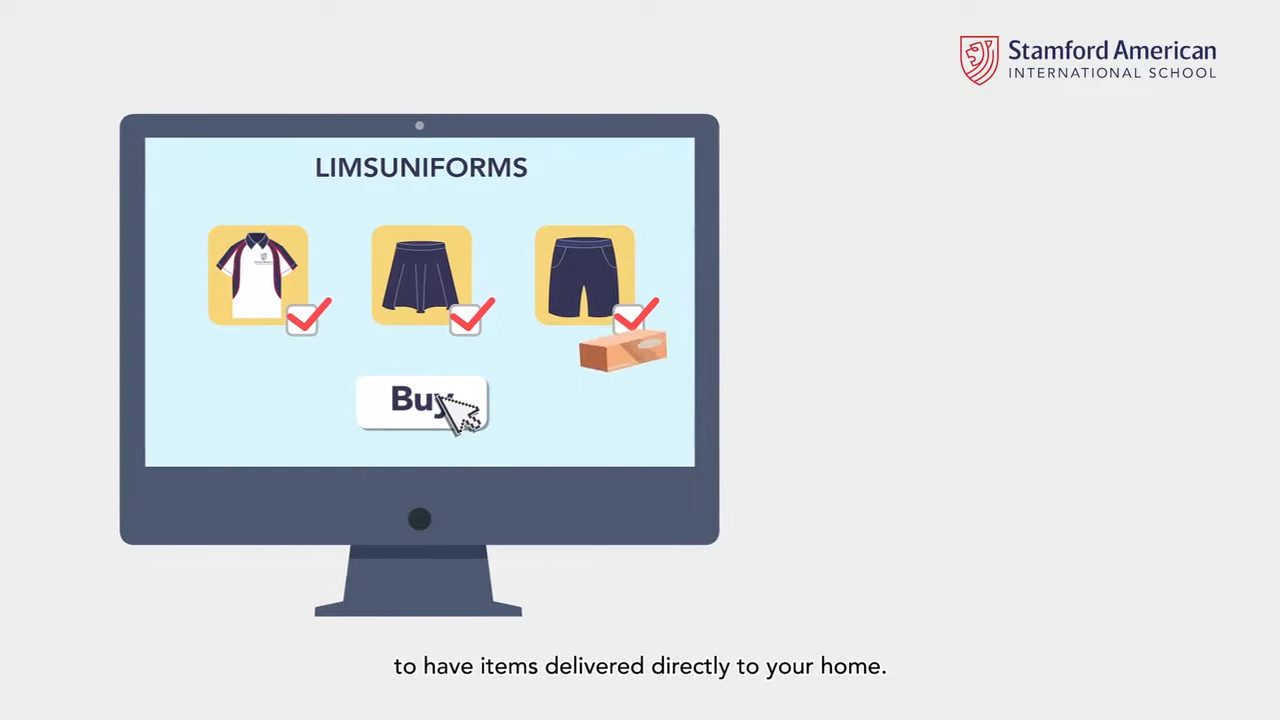 Stamford American
INTERNATIONAL SCHOOL
LIMSUNIFORMS
Buy
to have items delivered directly to your home.